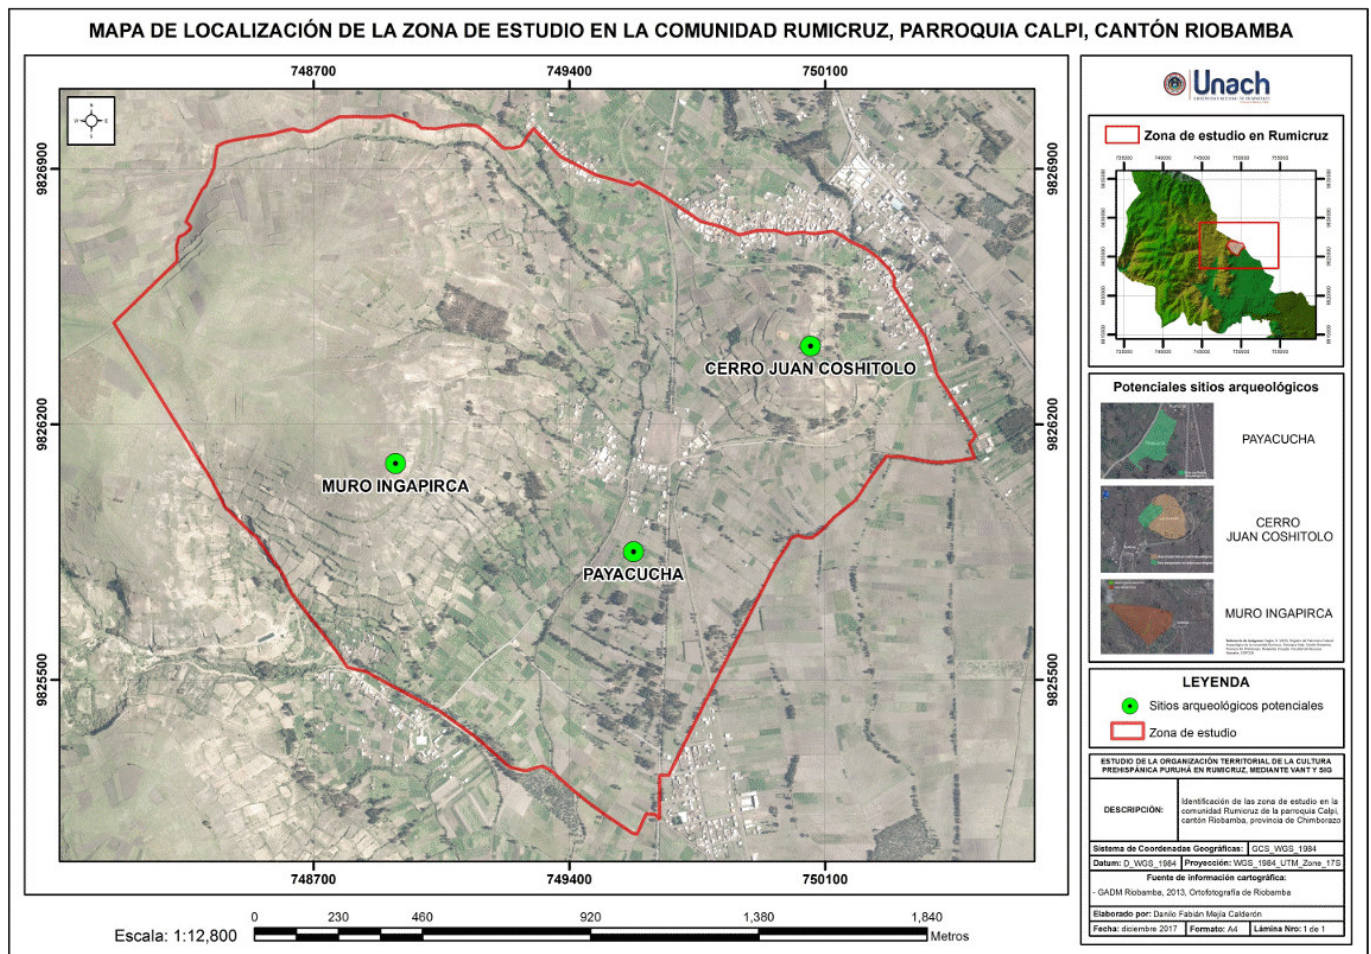 MAPA DE LOCALIZACIÓN DE LA ZONA DE ESTUDIO EN LA COMUNIDAD RUMICRUZ, PARROQUIA CALPI, CANTÓN RIOBAMBA
748700 749400 750100
9826900 9826900
9826200 9826200
9825500 9825500
CERRO JUAN COSHITOLO
MURO INGAPIRCA
PAYACUCHA
748700 749400 750100
Escala: 1:12,800
0 230 460 920 1,380 1,840
Metros
Unach
Zona de estudio en Rumicruz
Potenciales sitios arqueológicos
PAYACUCHA
CERRO
JUAN COSHITOLO
MURO INGAPIRCA
LEYENDA
Sitios arqueológicos potenciales
Zona de estudio
ESTUDIO DE LA ORGANIZACIÓN TERRITORIAL DE LA CULTURA
PREHISPÁNICA PURUHÁ EN RUMICRUZ, MEDIANTE VANT Y SIG
DESCRIPCIÓN:
Identificación de las zona de estudio en la
comunidad Rumicruz de la parroquia Calpi,
cantón Riobamba, provincia de Chimborazo
Sistema de Coordenadas Geográficas: GCS_WGS_1984
Datum: D_WGS_1984 Proyección: WGS_1984_UTM_Zone_17S
Fuente de información cartográfica:
- GADM Riobamba, 2013, Ortofotografía de Riobamba
Elaborado por: Danilo Fabián Mejía Calderón
Fecha: diciembre 2017 Formato: A4 Lámina Nro: 1 de 1